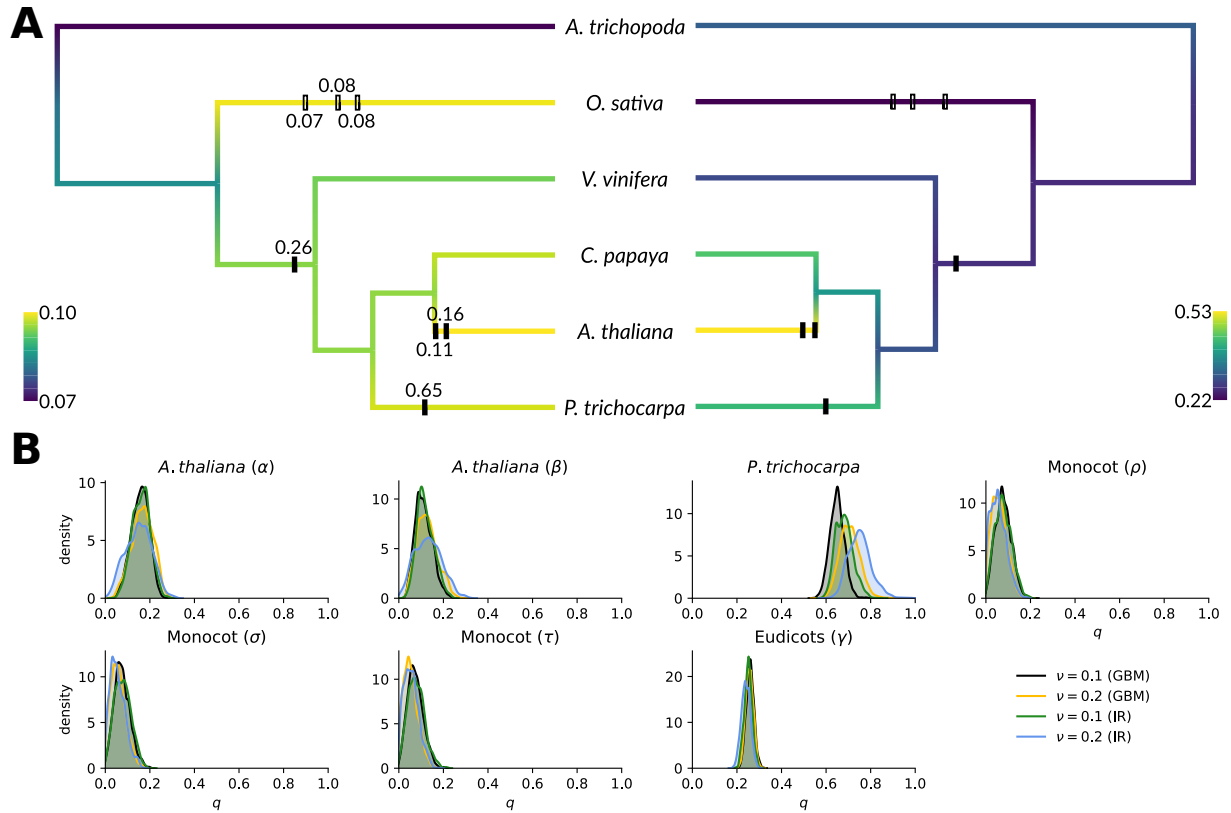 A
A. trichopoda
0.08
O. sativa
0.07
0.08
V. vinifera
0.26
C. papaya
0.10
0.16
A. thaliana
0.53
0.11
0.65
0.07
P. trichocarpa
0.22
B
A. thaliana (α)
A. thaliana (β)
P. trichocarpa
Monocot (ρ)
density
10
5
0
0.0 0.2 0.4 0.6 0.8 1.0
10
5
0
0.0 0.2 0.4 0.6 0.8 1.0
10
5
0
0.0 0.2 0.4 0.6 0.8 1.0
10
5
0
0.0 0.2 0.4 0.6 0.8 1.0
q
Monocot (σ)
Monocot (τ)
Eudicots (γ)
density
10
5
0
0.0 0.2 0.4 0.6 0.8 1.0
q
10
5
0
0.0 0.2 0.4 0.6 0.8 1.0
q
20
10
0
0.0 0.2 0.4 0.6 0.8 1.0
q
ν = 0.1 (GBM)
ν = 0.2 (GBM)
ν = 0.1 (IR)
ν = 0.2 (IR)